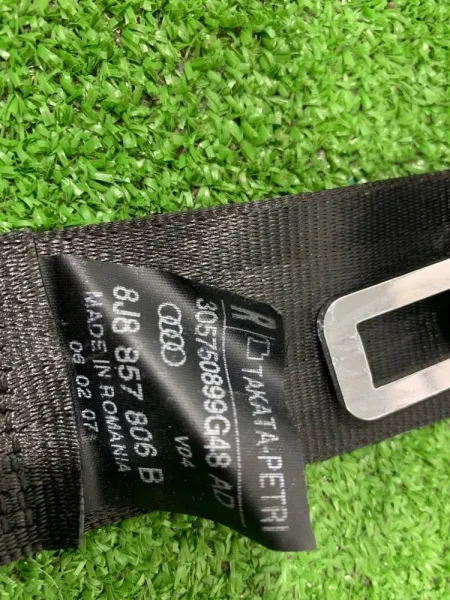 R TAKATA-PETRI
305750899G48 AD
V04
8J8 857 806 B
MADE IN ROMANIA
06 02 07